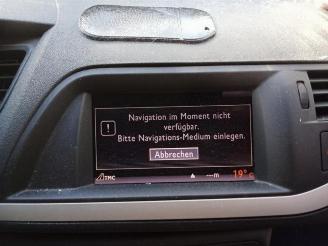 Navigation im Moment nicht
verfügbar.
Bitte Navigations-Medium einlegen.
Abbrechen
TMC
---m
19°